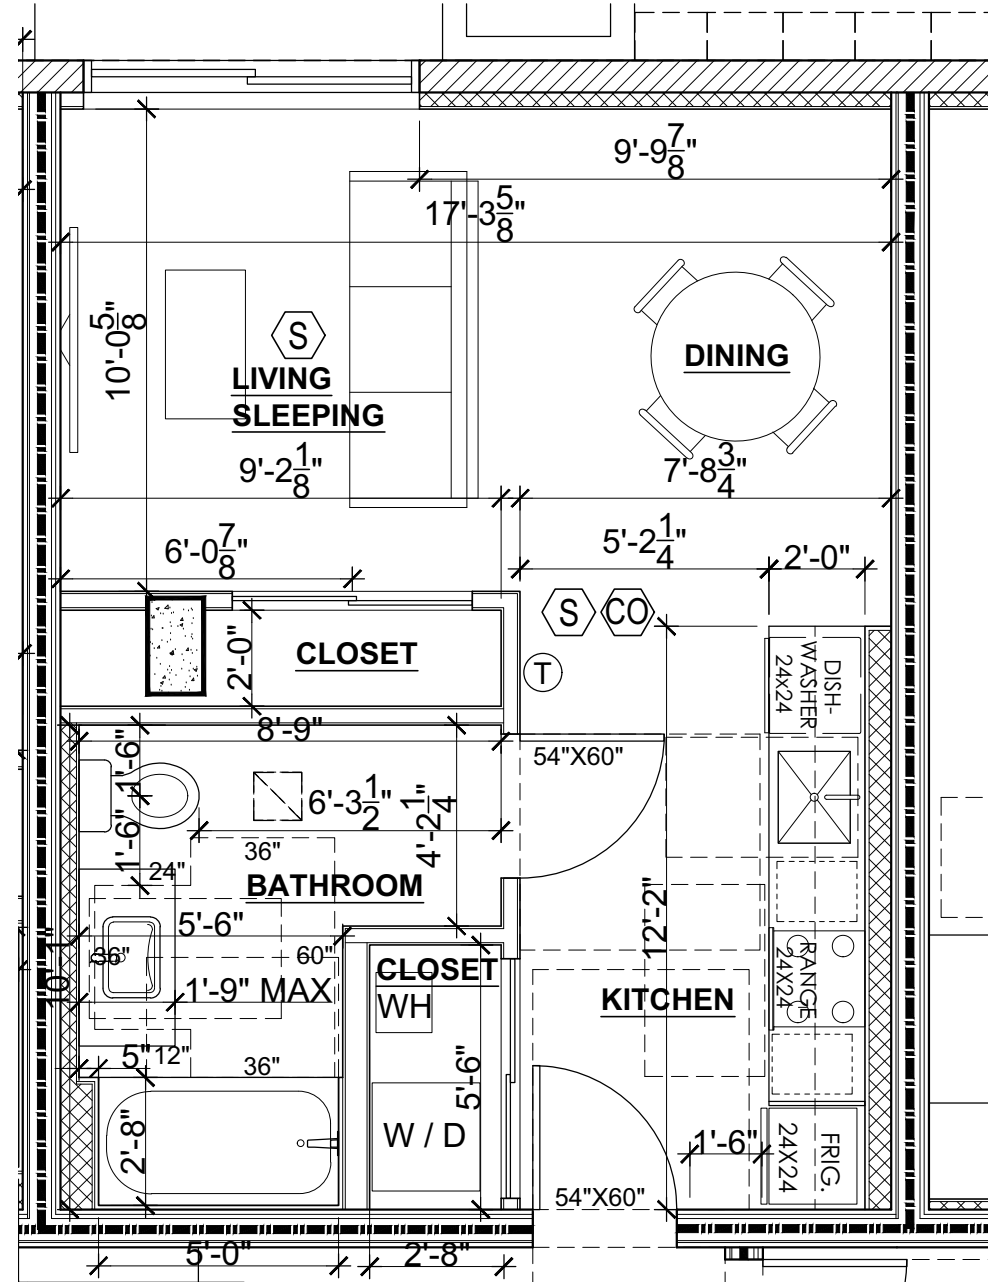 9'-9 7/8"
17'-3 5/8"
10'-0 5/8"
S
LIVING
SLEEPING
DINING
9'-2 1/8"
7'-8 3/4"
6'-0 7/8"
5'-2 1/4"
2'-0"
S
CO
CLOSET
2'-0"
T
DISH-
WASHER
24X24
8'-9"
1'-6"
54"X60"
6'-3 1/2"
4'-2 1/4"
1'-6"
36"
24"
BATHROOM
12'-2"
5'-6"
10'-1"
36"
60"
CLOSET
1'-9" MAX
WH
KITCHEN
RANGE
24X24
5"
12"
36"
5'-6"
2'-8"
W / D
1'-6"
FRIG.
24X24
54"X60"
5'-0"
2'-8"